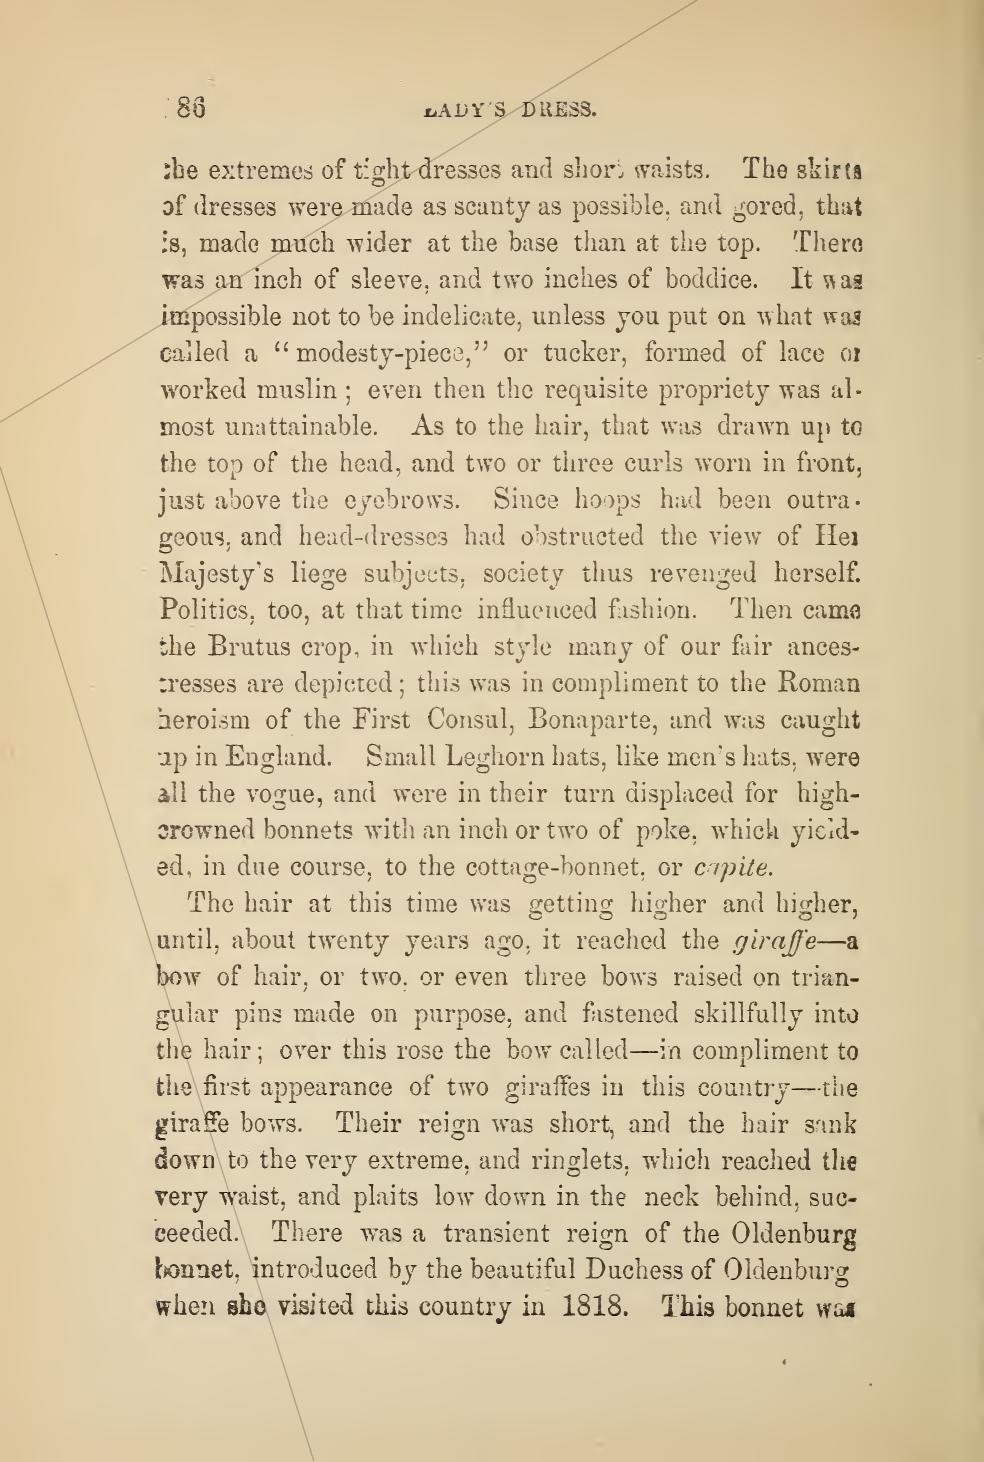 86 LADY'S DRESS.
the extremes of tight dresses and short waists. The skirts
of dresses were made as scanty as possible, and gored, that
is, made much wider at the base than at the top. There
was an inch of sleeve, and two inches of boddice. It was
impossible not to be indelicate, unless you put on what was
called a “modesty-piece,” or tucker, formed of lace or
worked muslin; even then the requisite propriety was al-
most unattainable. As to the hair, that was drawn up to
the top of the head, and two or three curls worn in front,
just above the eyebrows. Since hoops had been outra-
geous, and head-dresses had obstructed the view of Her
Majesty's liege subjects, society thus revenged herself.
Politics, too, at that time influenced fashion. Then came
the Brutus crop, in which style many of our fair ances-
tresses are depicted; this was in compliment to the Roman
heroism of the First Consul, Bonaparte, and was caught
up in England. Small Leghorn hats, like men's hats, were
all the vogue, and were in their turn displaced for high-
crowned bonnets with an inch or two of poke, which yield-
ed, in due course, to the cottage-bonnet, or capite.
The hair at this time was getting higher and higher,
until, about twenty years ago, it reached the giraffe—a
bow of hair, or two, or even three bows raised on trian-
gular pins made on purpose, and fastened skillfully into
the hair; over this rose the bow called—in compliment to
the first appearance of two giraffes in this country—the
giraffe bows. Their reign was short, and the hair sank
down to the very extreme, and ringlets, which reached the
very waist, and plaits low down in the neck behind, suc-
ceeded. There was a transient reign of the Oldenburg
bonnet, introduced by the beautiful Duchess of Oldenburg
when she visited this country in 1818. This bonnet was